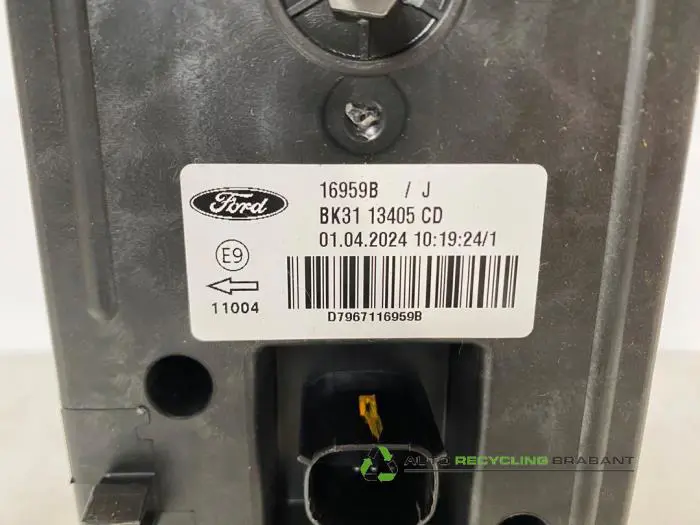 Ford
16959B / J
BK31 13405 CD
01.04.2024 10:19:24/1
E9
11004
D7967116959B
AUTO RECYCLING BRABANT